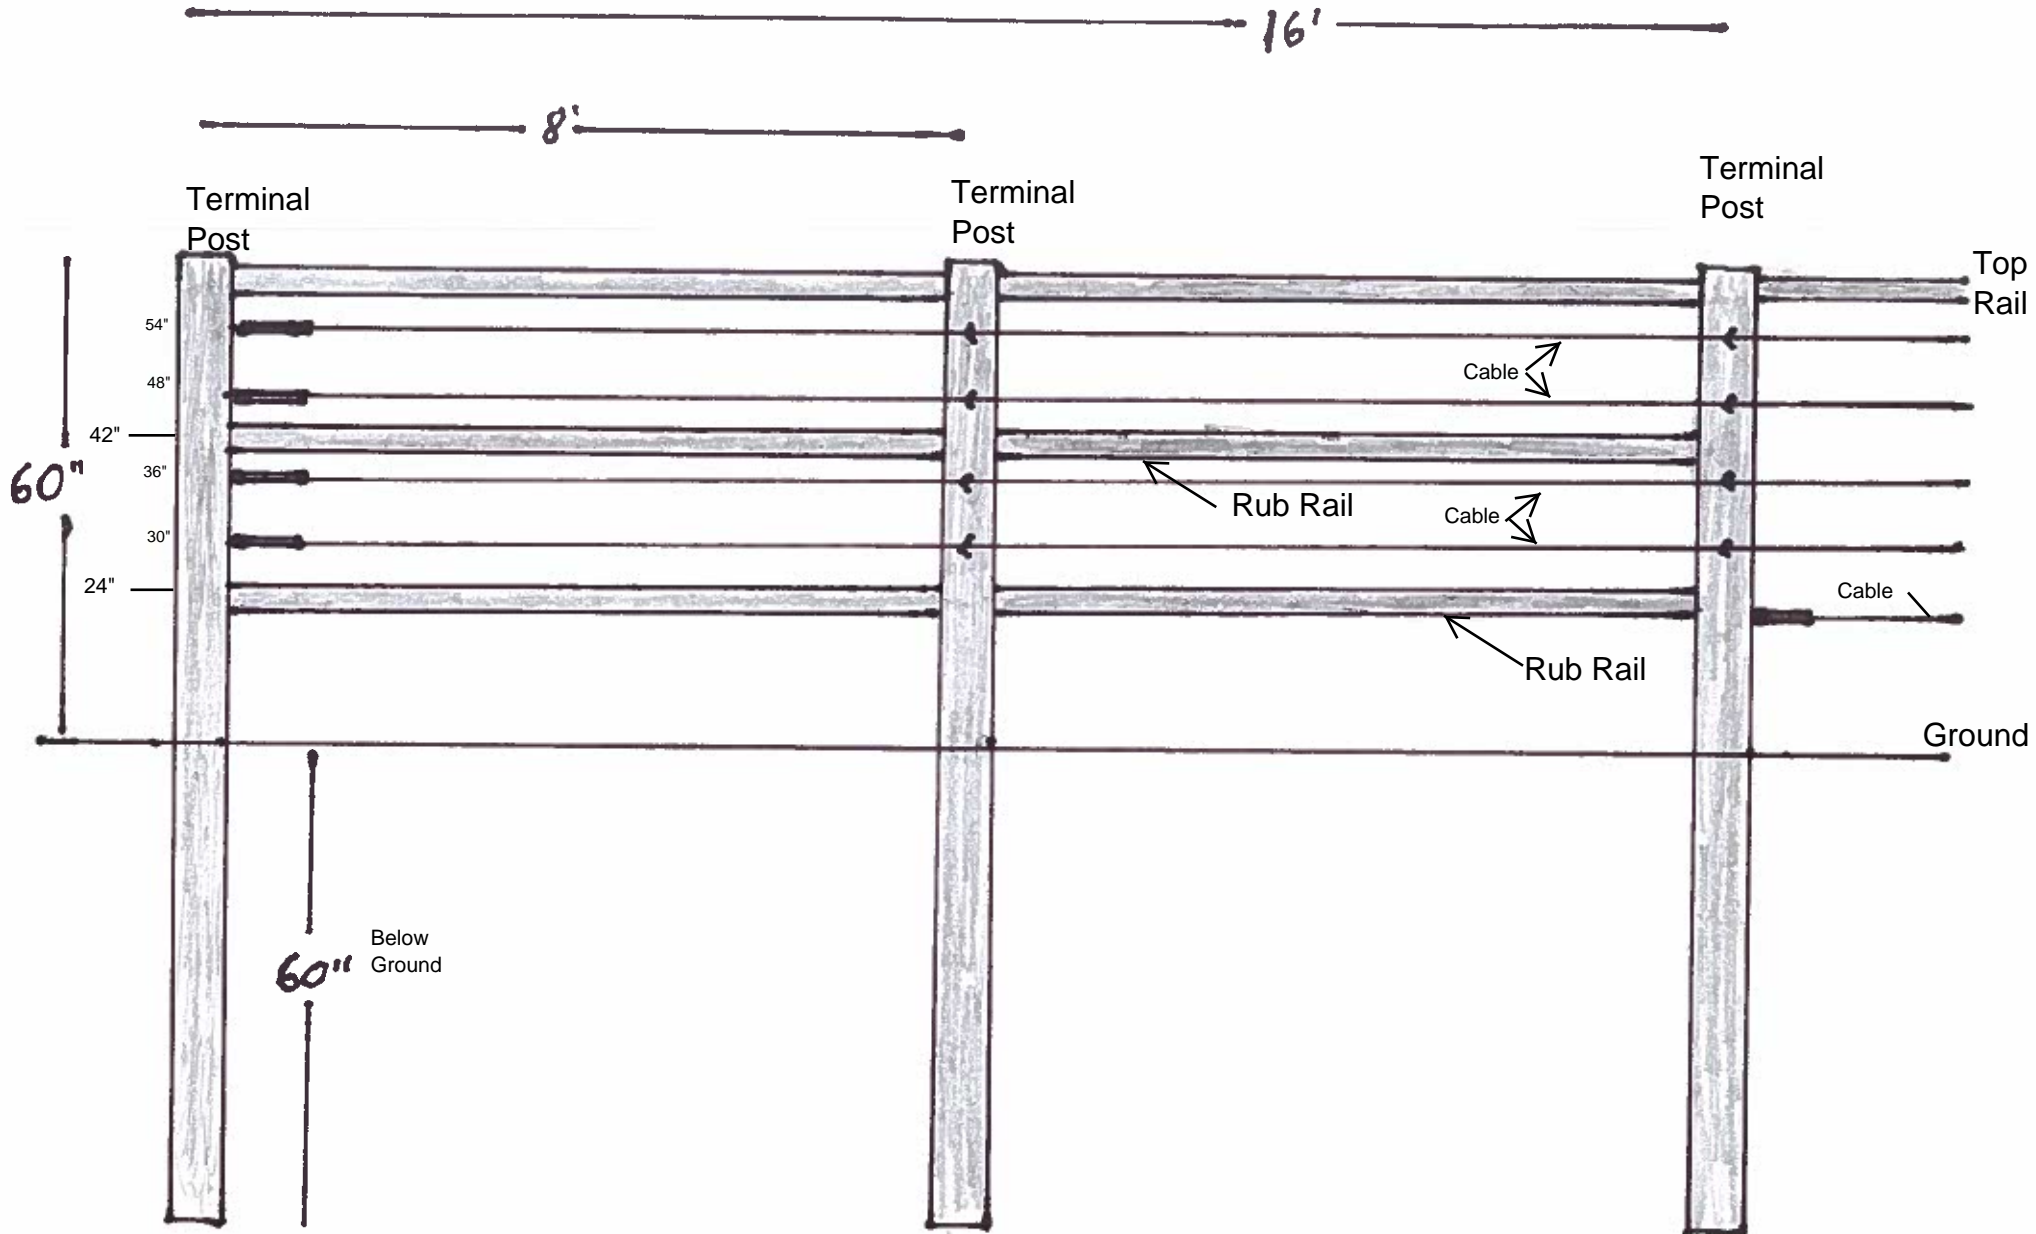 16'
8'
Terminal
Post
Terminal
Post
Terminal
Post
Top
Rail
54"
Cable
48"
42"
36"
60"
Rub Rail
Cable
30"
24"
Cable
Rub Rail
Ground
Below
Ground
60"